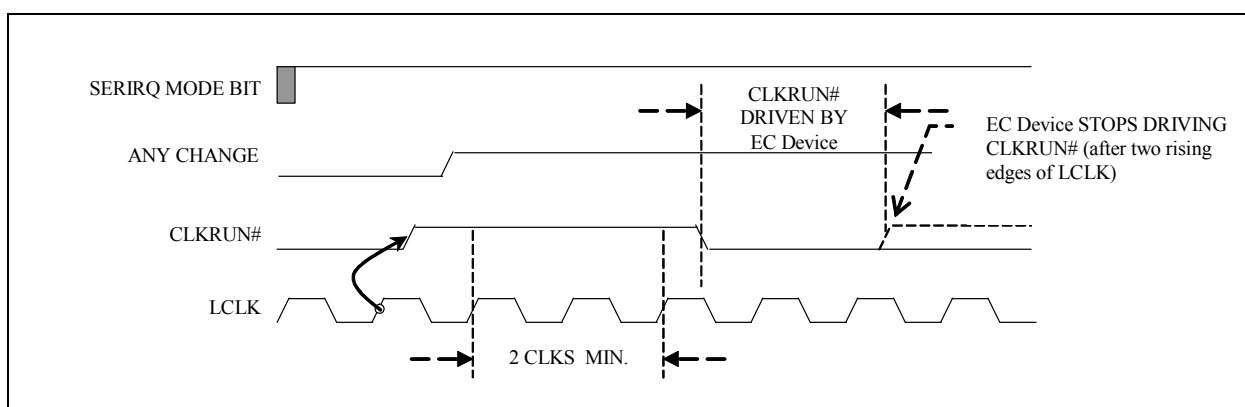 SERIRQ MODE BIT
CLKRUN#
DRIVEN BY
EC Device
EC Device STOPS DRIVING
CLKRUN# (after two rising
edges of LCLK)
ANY CHANGE
CLKRUN#
LCLK
2 CLKS MIN.